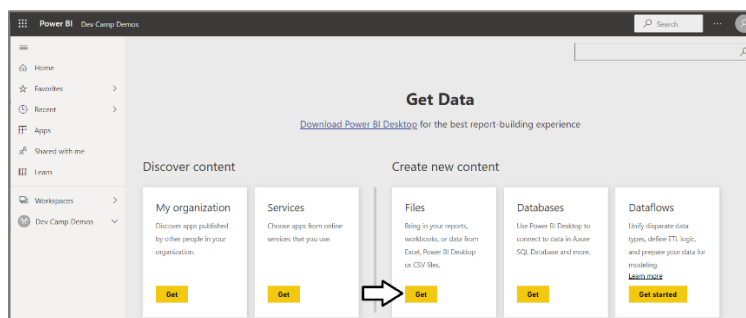 Power BI Dev Camp Demos
Search
Home
Favorites
Recent
Apps
Shared with me
Learn
Workspaces
Dev Camp Demos
Get Data
Download Power BI Desktop for the best report-building experience
Discover content
My organization
Discover apps published
by other people in your
organization.
Get
Services
Choose apps from online
services that you use.
Get
Create new content
Files
Bring in your reports,
workbooks, or data from
Excel, Power BI Desktop
or CSV files.
Get
Databases
Use Power BI Desktop to
connect to data in Azure
SQL Database and more.
Get
Dataflows
Unify disparate data
types, define ETL logic,
and prepare your data for
modeling.
Learn more
Get started